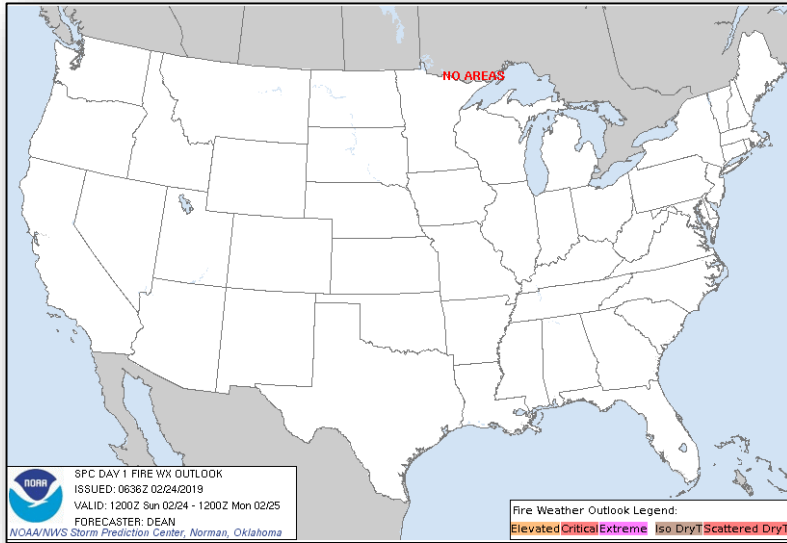 NO AREAS
NOAA
SPC DAY 1 FIRE WX OUTLOOK
ISSUED: 0636Z 02/24/2019
VALID: 1200Z Sun 02/24 - 1200Z Mon 02/25
FORECASTER: DEAN
NOAA/NWS Storm Prediction Center, Norman, Oklahoma
Fire Weather Outlook Legend:
Elevated Critical Extreme Iso DryT Scattered DryT